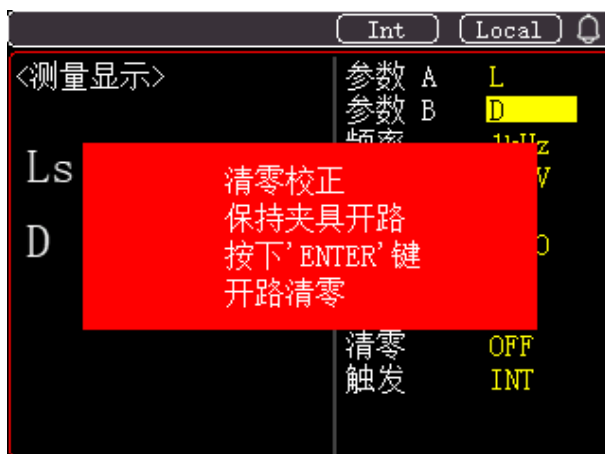 Int Local
<测量显示>
参数 A L
参数 B D
Ls
D
清零校正
保持夹具开路
按下'ENTER'键
开路清零
清零 OFF
触发 INT